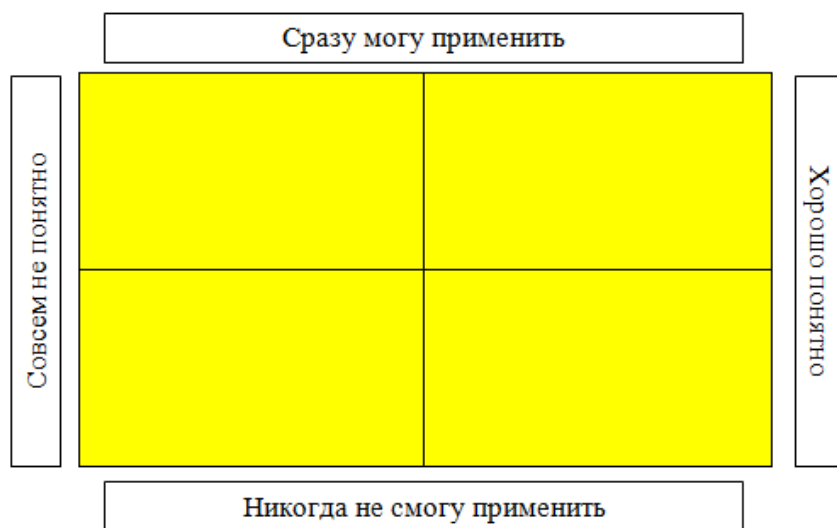 Сразу могу применить
Совсем не понятно
Хорошо понятно
Никогда не смогу применить